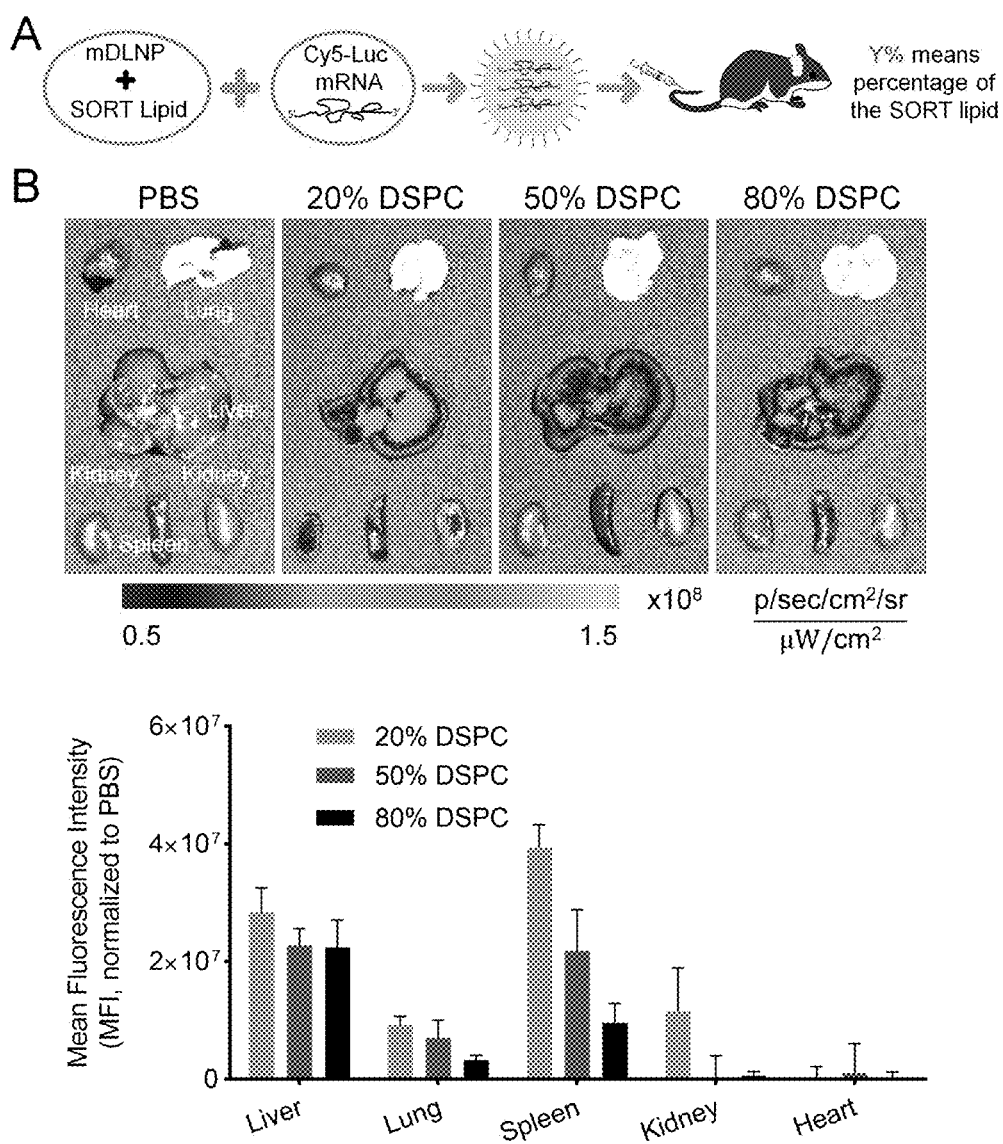 A
mDLNP
+
SORT Lipid
+
Cy5-Luc
mRNA
Y% means
percentage of
the SORT lipid
B
PBS
20% DSPC
50% DSPC
80% DSPC
Heart
Lung
Liver
Kidney
Kidney
Spleen
0.5
1.5
x10⁸
p/sec/cm²/sr
µW/cm²
Mean Fluorescence Intensity
(MFI, normalized to PBS)
6×10⁷
4×10⁷
2×10⁷
0
20% DSPC
50% DSPC
80% DSPC
Liver
Lung
Spleen
Kidney
Heart